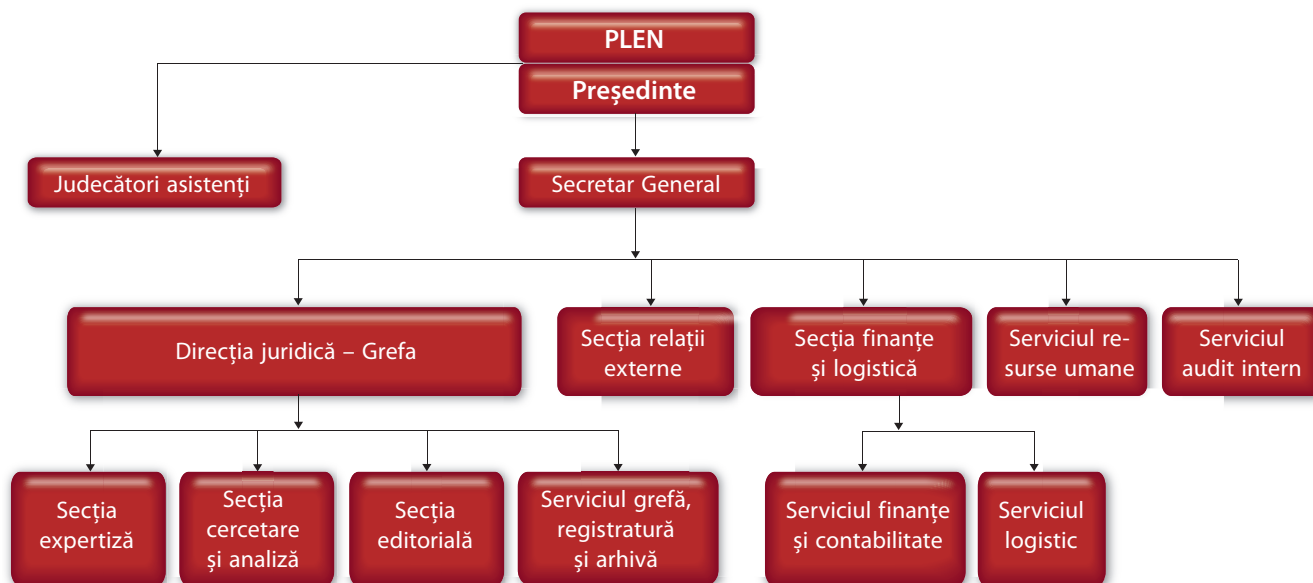 PLEN
Președinte
Judecători asistenți
Secretar General
Direcția juridică – Grefa
Secția relații
externe
Secția finanțe
și logistică
Serviciul re-
surse umane
Serviciul
audit intern
Secția
expertiză
Secția
cercetare
și analiză
Secția
editorială
Serviciul grefă,
registratură
și arhivă
Serviciul finanțe
și contabilitate
Serviciul
logistic